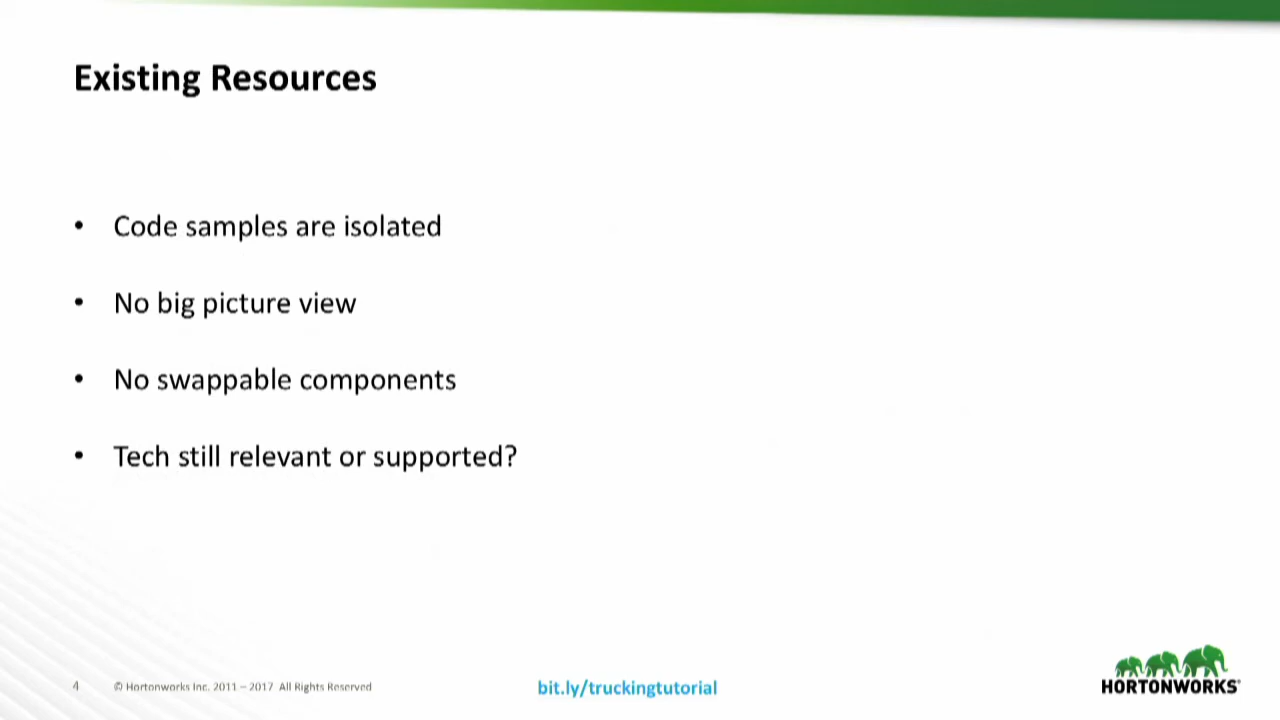 Existing Resources
• Code samples are isolated
• No big picture view
• No swappable components
• Tech still relevant or supported?
4 © Hortonworks Inc. 2011 – 2017 All Rights Reserved
bit.ly/truckingtutorial
HORTONWORKS